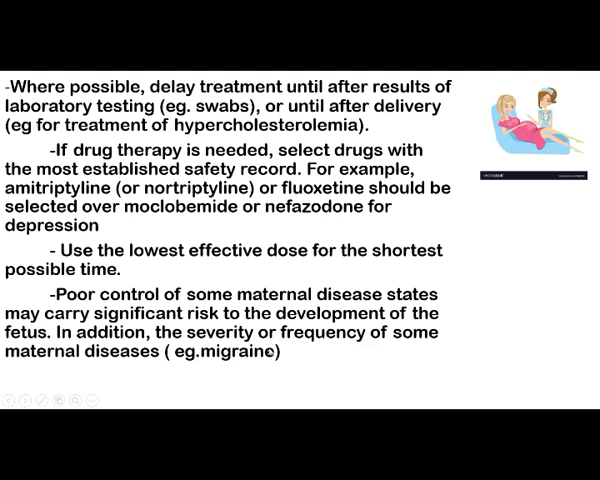 -Where possible, delay treatment until after results of
laboratory testing (eg. swabs), or until after delivery
(eg for treatment of hypercholesterolemia).
-If drug therapy is needed, select drugs with
the most established safety record. For example,
amitriptyline (or nortriptyline) or fluoxetine should be
selected over moclobemide or nefazodone for
depression
- Use the lowest effective dose for the shortest
possible time.
-Poor control of some maternal disease states
may carry significant risk to the development of the
fetus. In addition, the severity or frequency of some
maternal diseases ( eg.migraine)